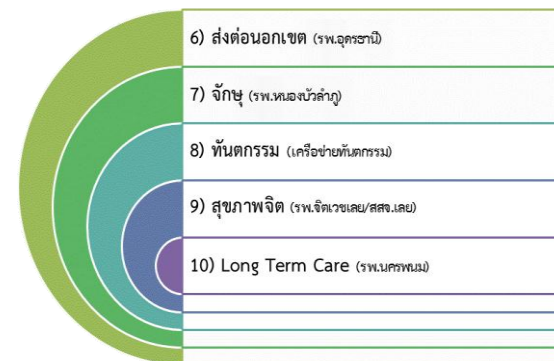 6) ส่งต่อนอกเขต (รพ.อุดรธานี)
7) จักษุ (รพ.หนองบัวลำภู)
8) ทันตกรรม (เครือข่ายทันตกรรม)
9) สุขภาพจิต (รพ.จิตเวชเลย/สสจ.เลย)
10) Long Term Care (รพ.นครพนม)